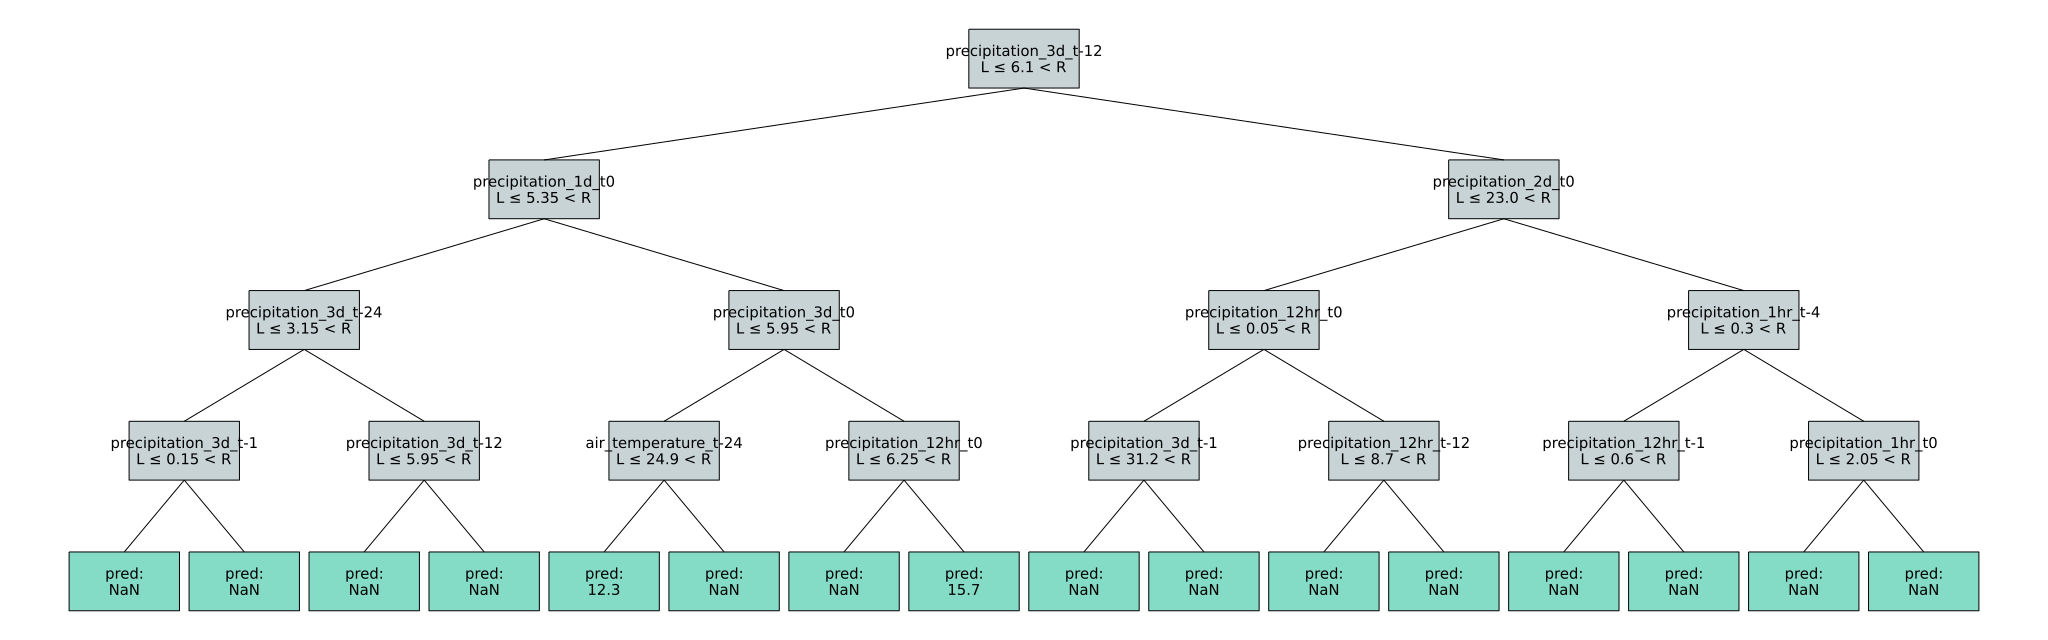 precipitation_3d_t-12
L ≤ 6.1 < R
precipitation_1d_t0
L ≤ 5.35 < R
precipitation_2d_t0
L ≤ 23.0 < R
precipitation_3d_t-24
L ≤ 3.15 < R
precipitation_3d_t0
L ≤ 5.95 < R
precipitation_12hr_t0
L ≤ 0.05 < R
precipitation_1hr_t-4
L ≤ 0.3 < R
precipitation_3d_t-1
L ≤ 0.15 < R
precipitation_3d_t-12
L ≤ 5.95 < R
air_temperature_t-24
L ≤ 24.9 < R
precipitation_12hr_t0
L ≤ 6.25 < R
precipitation_3d_t-1
L ≤ 31.2 < R
precipitation_12hr_t-12
L ≤ 8.7 < R
precipitation_12hr_t-1
L ≤ 0.6 < R
precipitation_1hr_t0
L ≤ 2.05 < R
pred:
NaN
pred:
NaN
pred:
NaN
pred:
NaN
pred:
12.3
pred:
NaN
pred:
NaN
pred:
15.7
pred:
NaN
pred:
NaN
pred:
NaN
pred:
NaN
pred:
NaN
pred:
NaN
pred:
NaN
pred:
NaN